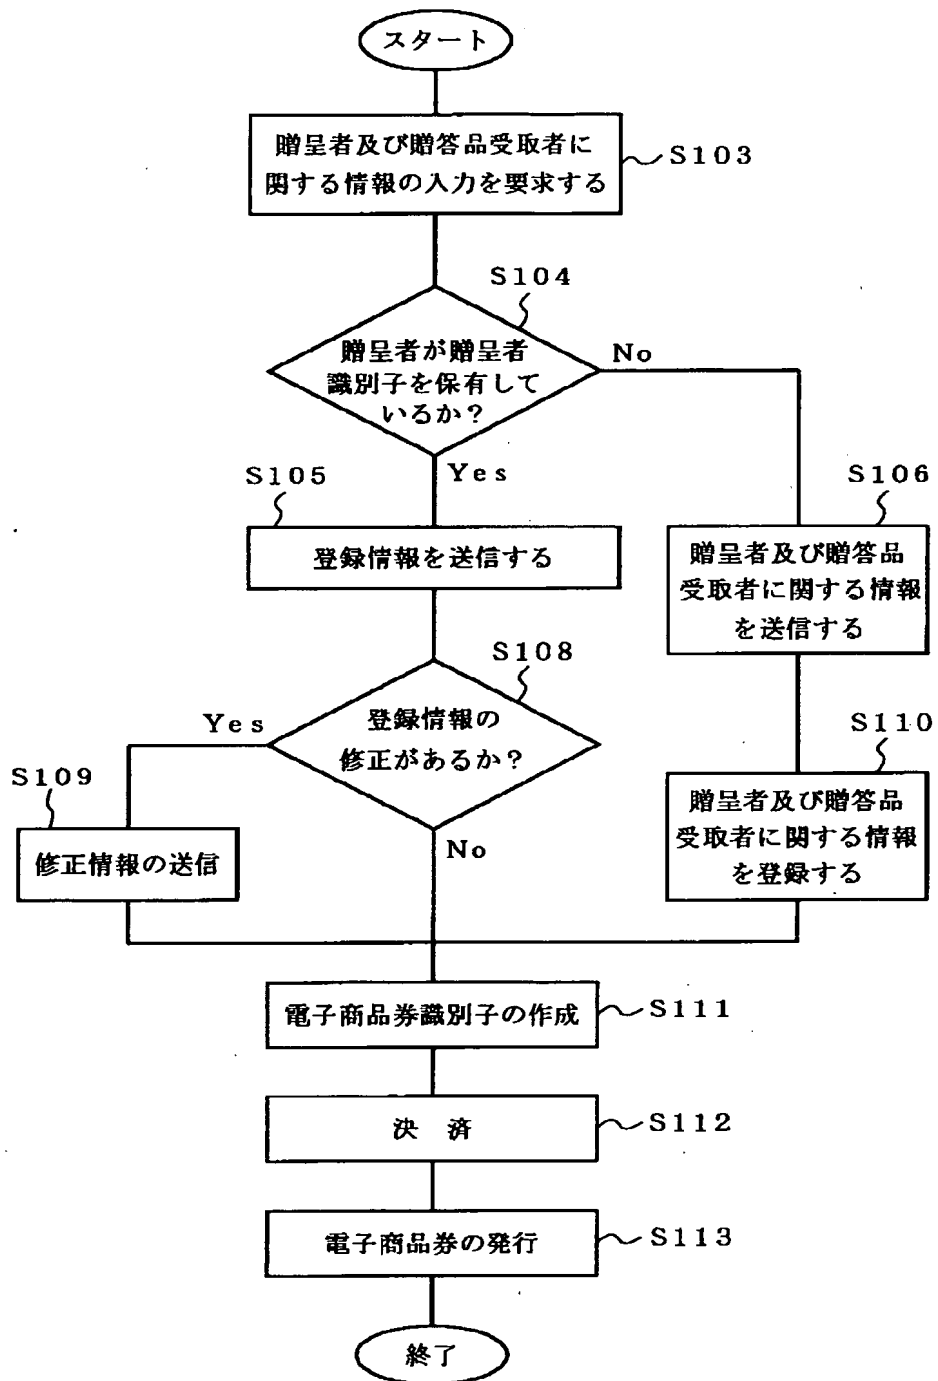 スタート
贈呈者及び贈答品受取者に
関する情報の入力を要求する
S103
S104
贈呈者が贈呈者
識別子を保有して
いるか?
No
Yes
S105
登録情報を送信する
S106
贈呈者及び贈答品
受取者に関する情報
を送信する
S108
登録情報の
修正があるか?
Yes
No
S109
修正情報の送信
S110
贈呈者及び贈答品
受取者に関する情報
を登録する
電子商品券識別子の作成
S111
決 済
S112
電子商品券の発行
S113
終了